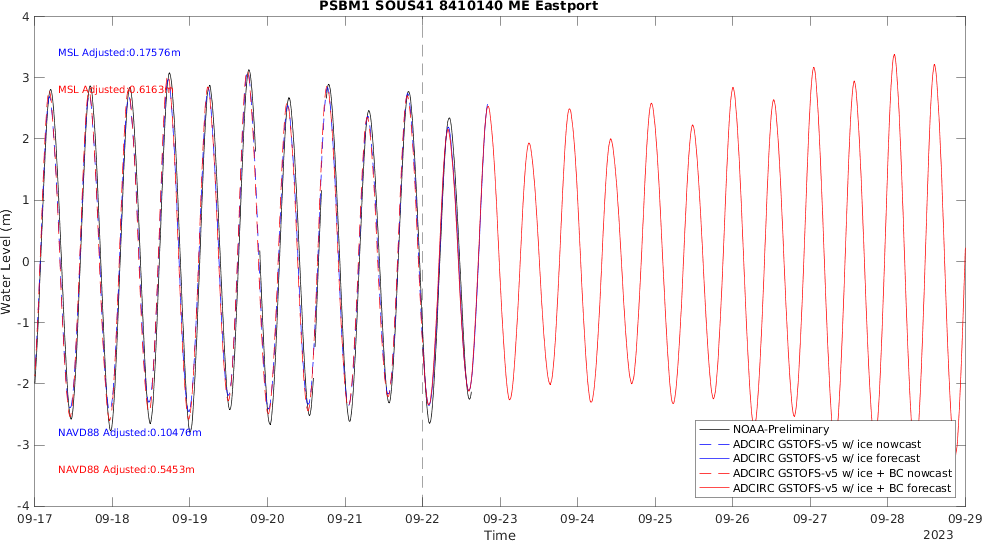 PSBM1 SOUS41 8410140 ME Eastport
4
3
2
1
0
-1
-2
-3
-4
Water Level (m)
MSL Adjusted:0.17576m
MSL Adjusted:0.6163m
NAVD88 Adjusted:0.10476m
NAVD88 Adjusted:0.5453m
NOAA-Preliminary
ADCIRC GSTOFS-v5 w/ ice nowcast
ADCIRC GSTOFS-v5 w/ ice forecast
ADCIRC GSTOFS-v5 w/ ice + BC nowcast
ADCIRC GSTOFS-v5 w/ ice + BC forecast
09-17 09-18 09-19 09-20 09-21 09-22 09-23 09-24 09-25 09-26 09-27 09-28 09-29
Time
2023